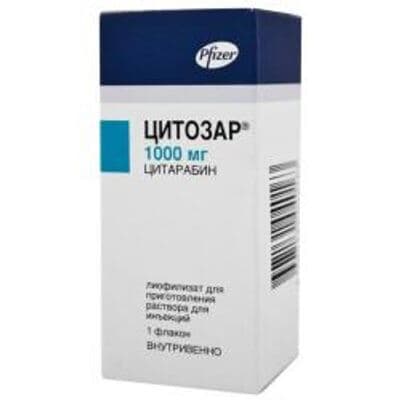 Pfizer
ЦИТОЗАР®
1000 мг
ЦИТАРАБИН
лиофилизат для
приготовления
раствора для
инъекций
1 флакон
ВНУТРИВЕННО